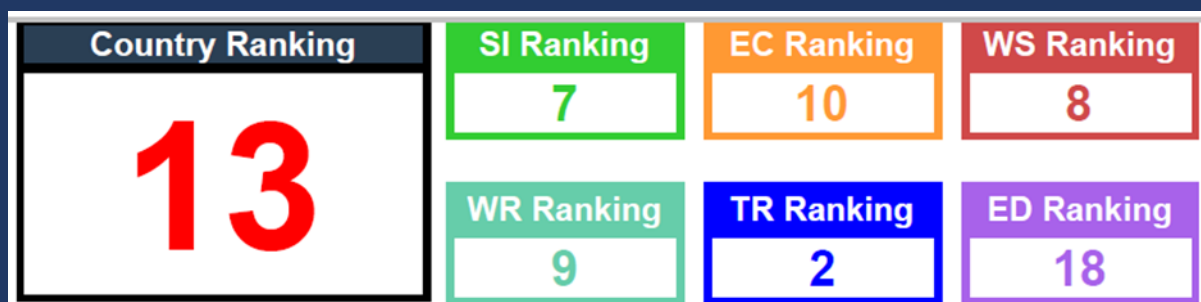 Country Ranking
13
SI Ranking
7
EC Ranking
10
WS Ranking
8
WR Ranking
9
TR Ranking
2
ED Ranking
18